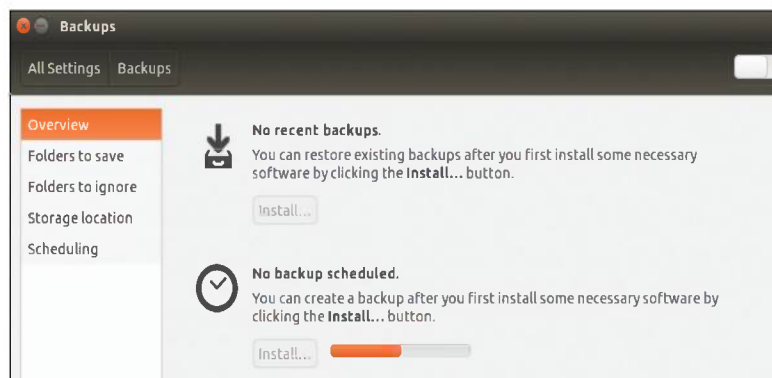 Backups
All Settings Backups
Overview
Folders to save
Folders to ignore
Storage location
Scheduling
No recent backups.
You can restore existing backups after you first install some necessary
software by clicking the Install... button.
Install...
No backup scheduled.
You can create a backup after you first install some necessary software by
clicking the Install... button.
Install...